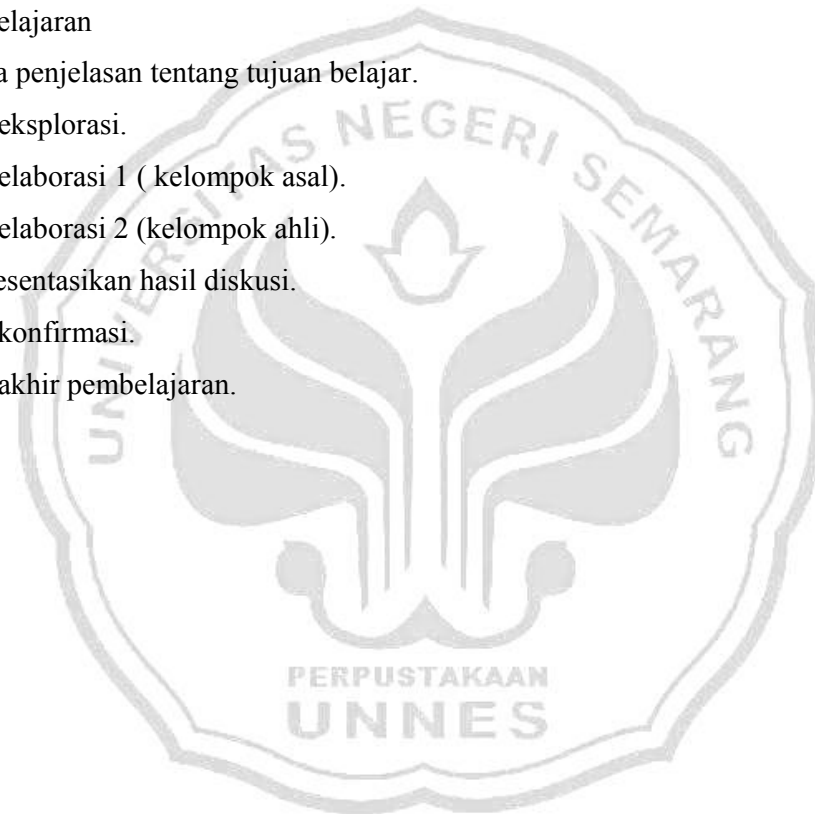 elajaran
a penjelasan tentang tujuan belajar.
eksplorasi.
elaborasi 1 ( kelompok asal).
elaborasi 2 (kelompok ahli).
esentasikan hasil diskusi.
konfirmasi.
akhir pembelajaran.
UNIVERSITAS NEGERI SEMARANG
PERPUSTAKAAN
UNNES